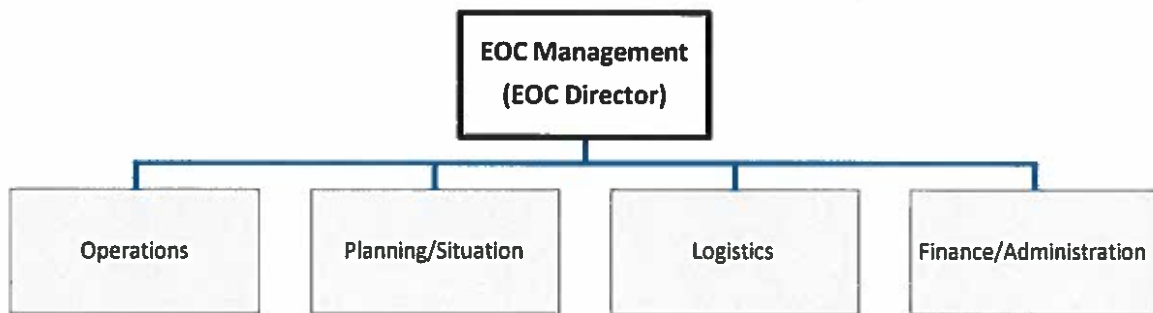 EOC Management
(EOC Director)
Operations
Planning/Situation
Logistics
Finance/Administration